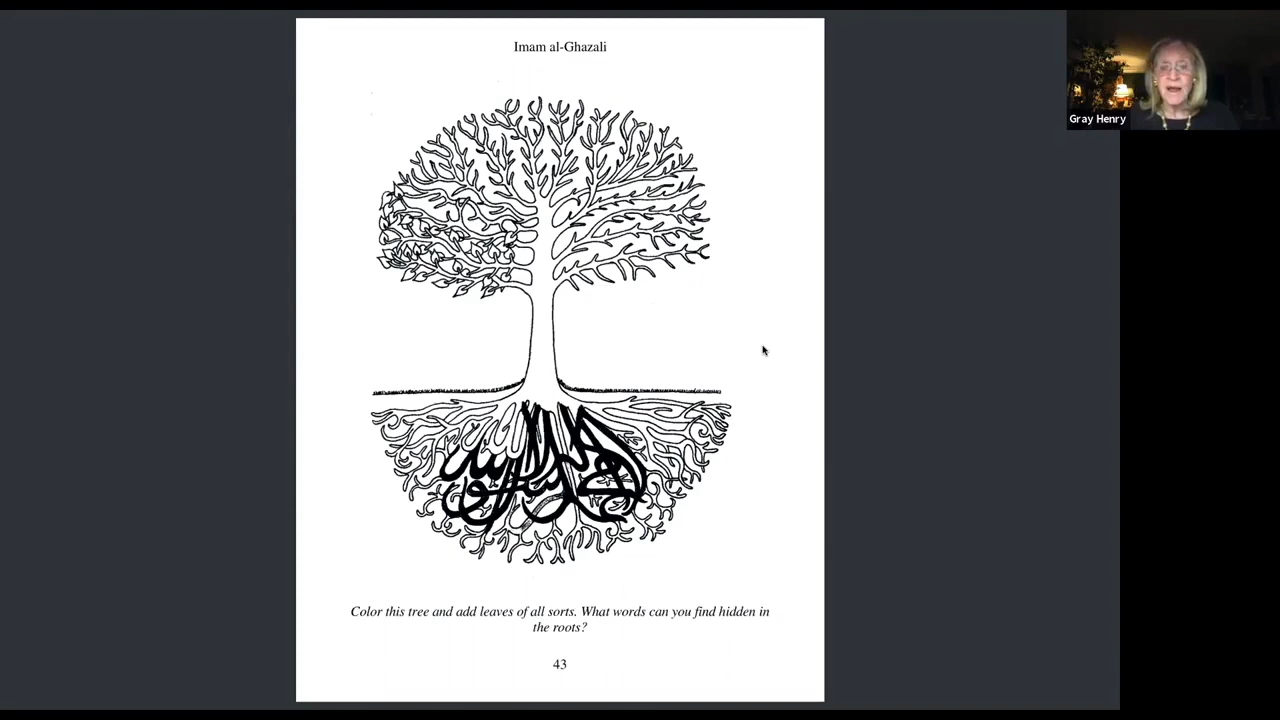 Imam al-Ghazali
Gray Henry
Color this tree and add leaves of all sorts. What words can you find hidden in
the roots?
43